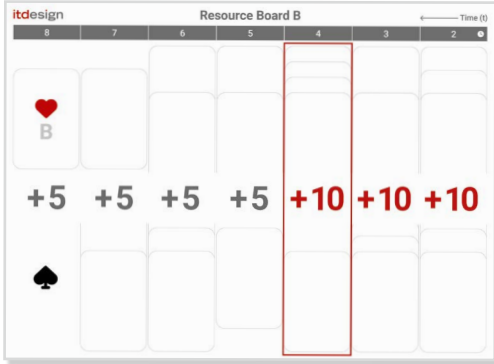 itdesign Resource Board B Time (t)
8 7 6 5 4 3 2
B
+5 +5 +5 +5 +10 +10 +10